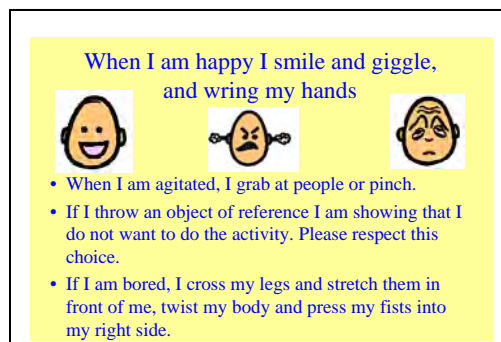 When I am happy I smile and giggle,
and wring my hands
• When I am agitated, I grab at people or pinch.
• If I throw an object of reference I am showing that I
do not want to do the activity. Please respect this
choice.
• If I am bored, I cross my legs and stretch them in
front of me, twist my body and press my fists into
my right side.